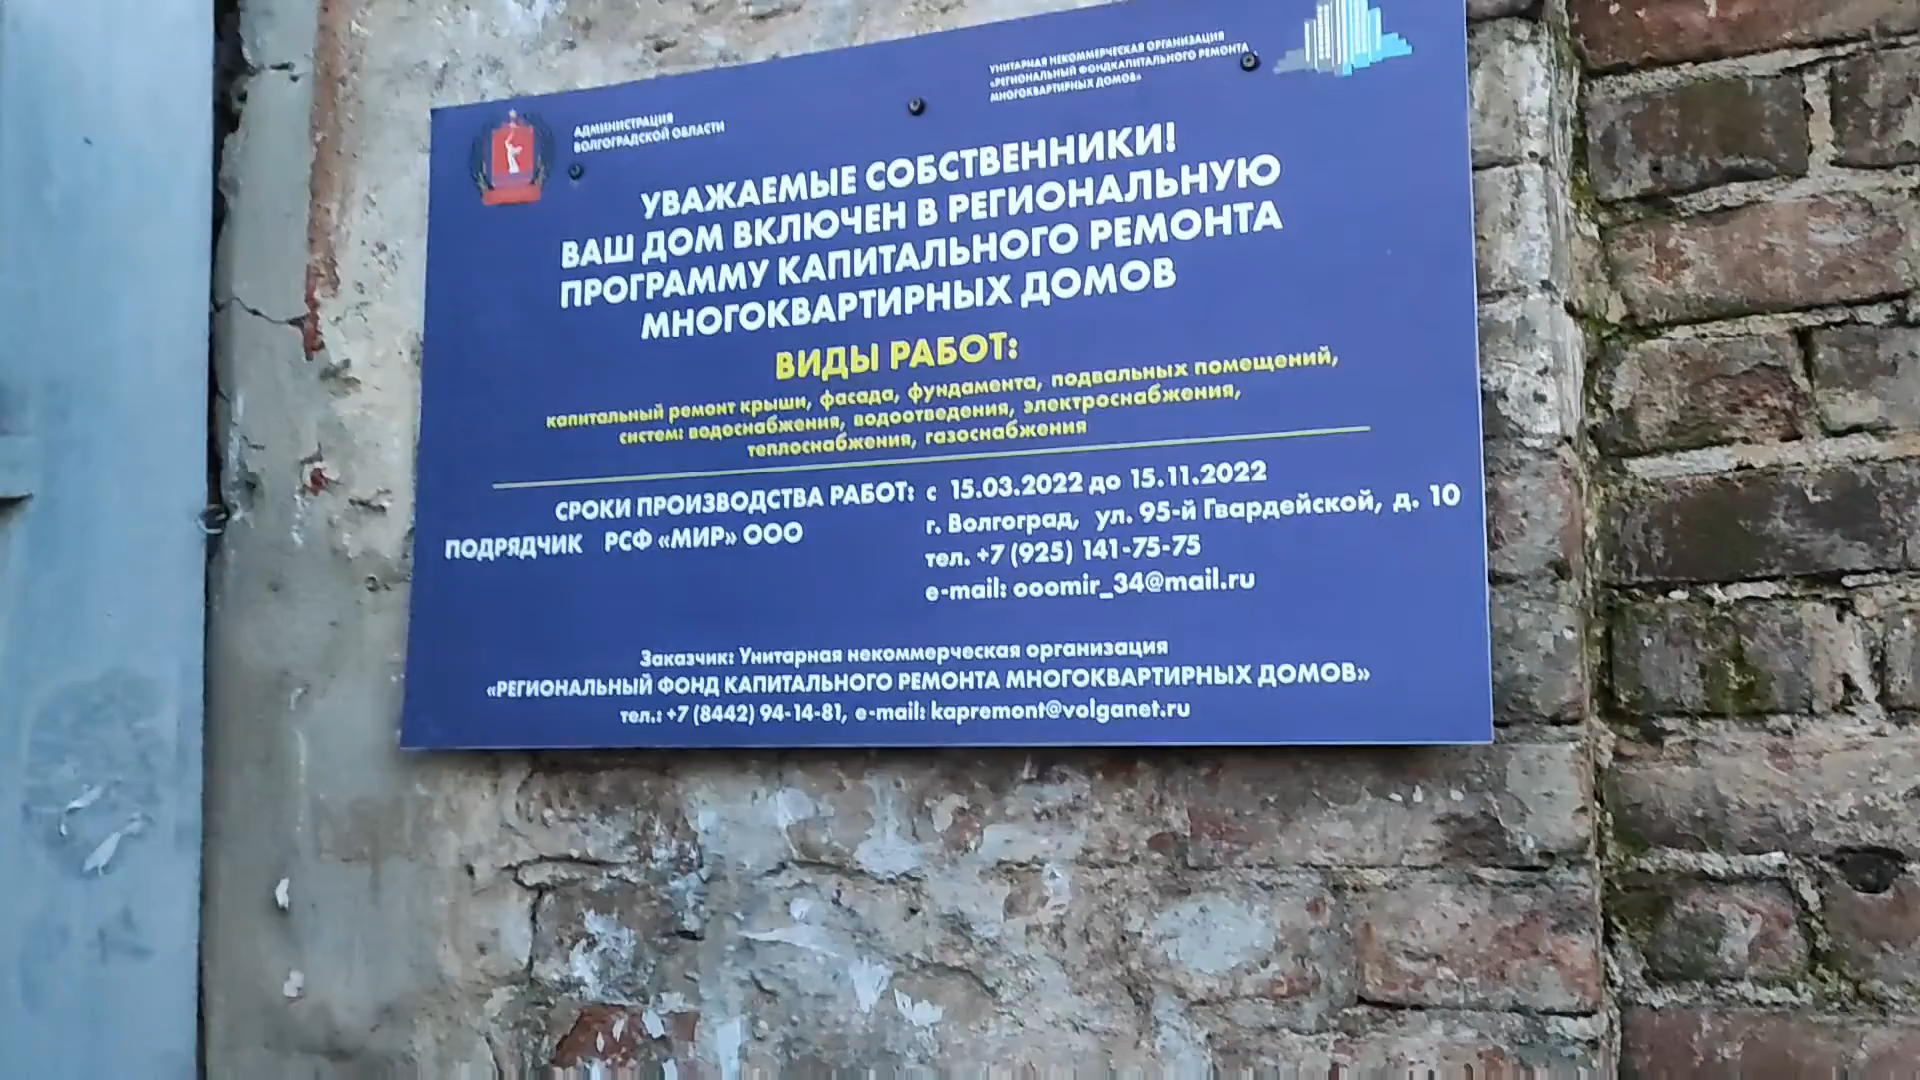 АДМИНИСТРАЦИЯ
ВОЛГОГРАДСКОЙ ОБЛАСТИ
УНИТАРНАЯ НЕКОММЕРЧЕСКАЯ ОРГАНИЗАЦИЯ
«РЕГИОНАЛЬНЫЙ ФОНДКАПИТАЛЬНОГО РЕМОНТА
МНОГОКВАРТИРНЫХ ДОМОВ»
УВАЖАЕМЫЕ СОБСТВЕННИКИ!
ВАШ ДОМ ВКЛЮЧЕН В РЕГИОНАЛЬНУЮ
ПРОГРАММУ КАПИТАЛЬНОГО РЕМОНТА
МНОГОКВАРТИРНЫХ ДОМОВ
ВИДЫ РАБОТ:
капитальный ремонт крыши, фасада, фундамента, подвальных помещений,
систем: водоснабжения, водоотведения, электроснабжения,
теплоснабжения, газоснабжения
СРОКИ ПРОИЗВОДСТВА РАБОТ: с 15.03.2022 до 15.11.2022
ПОДРЯДЧИК РСФ «МИР» ООО
г. Волгоград, ул. 95-й Гвардейской, д. 10
тел. +7 (925) 141-75-75
e-mail: ooomir_34@mail.ru
Заказчик: Унитарная некоммерческая организация
«РЕГИОНАЛЬНЫЙ ФОНД КАПИТАЛЬНОГО РЕМОНТА МНОГОКВАРТИРНЫХ ДОМОВ»
тел.: +7 (8442) 94-14-81, e-mail: kapremont@volganet.ru